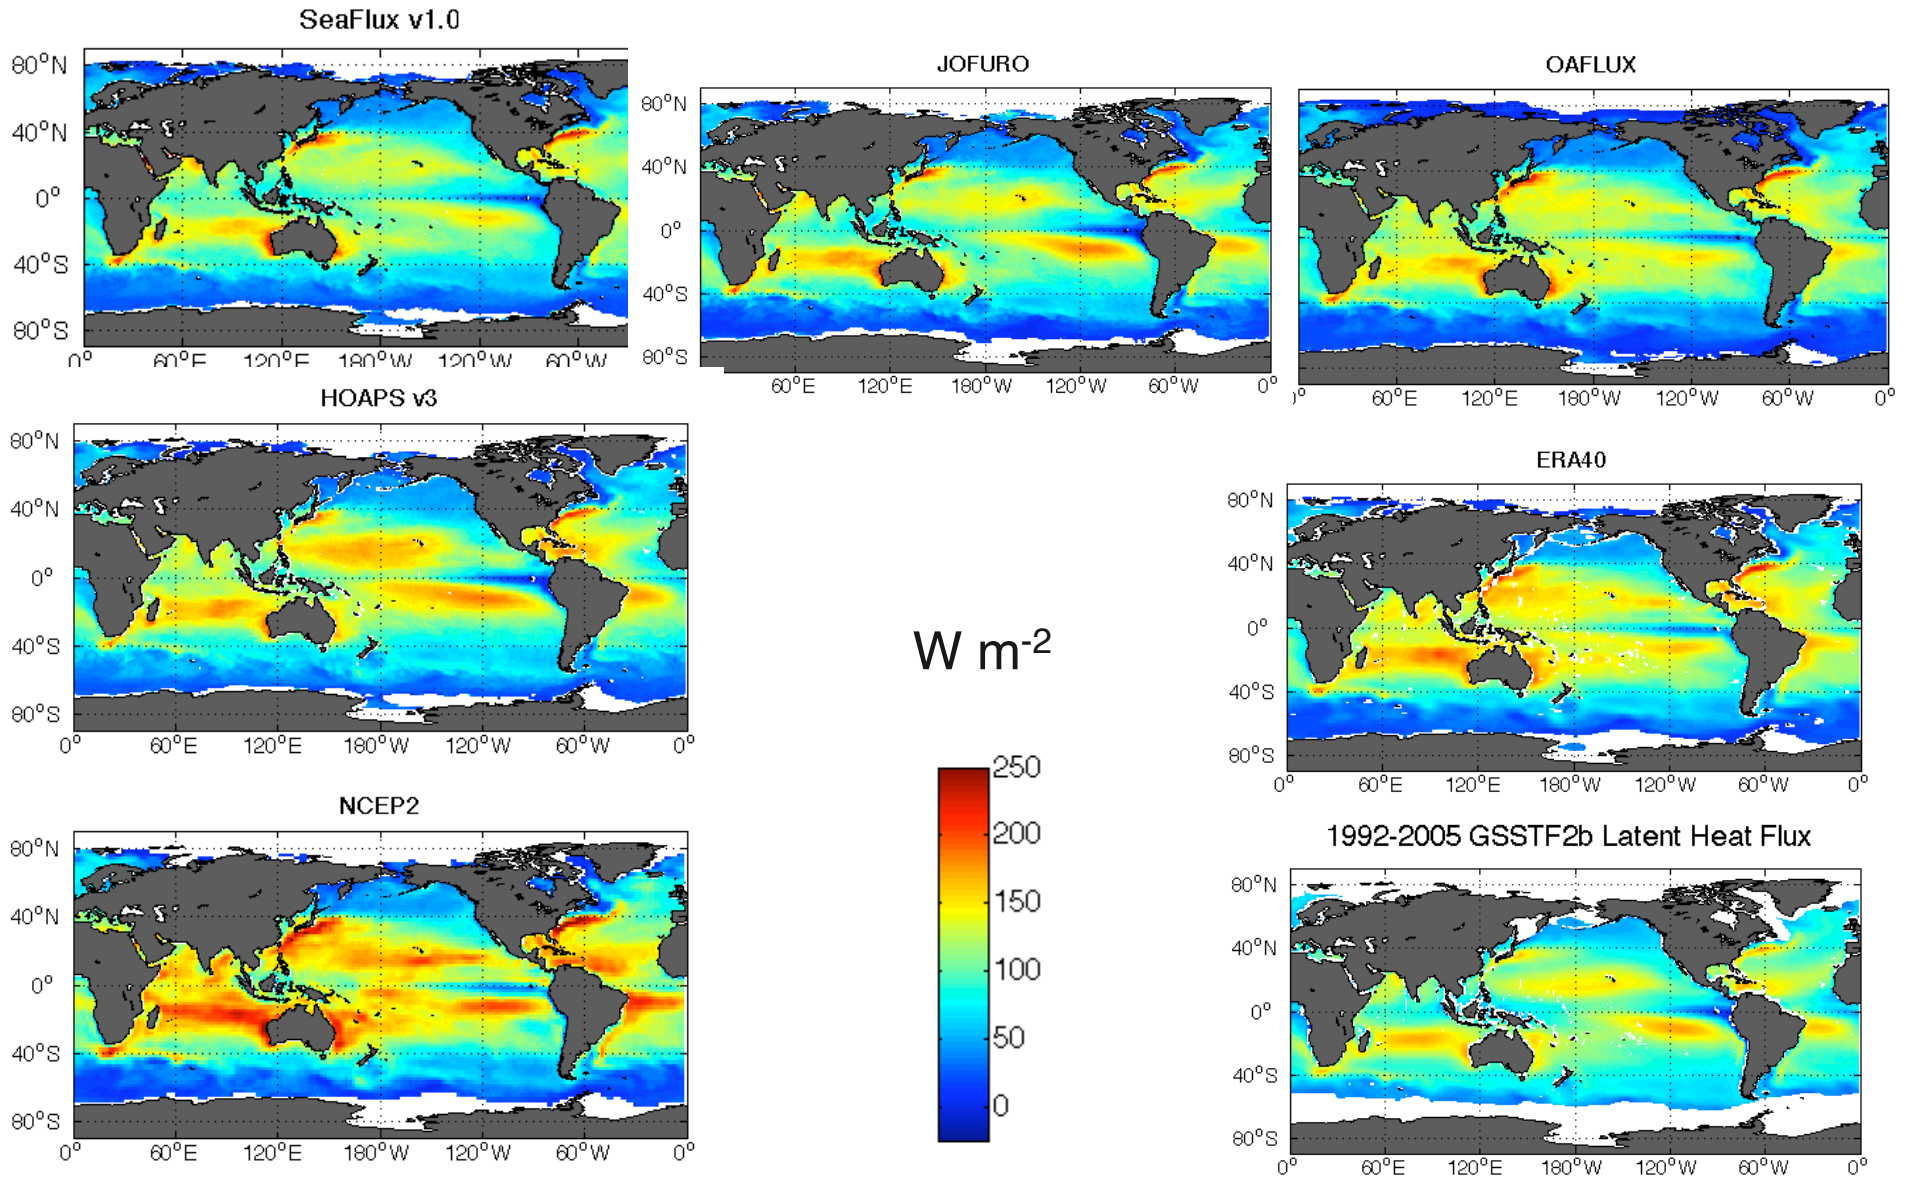 SeaFlux v1.0
80°N
40°N
0°
40°S
80°S
0° 60°E 120°E 180°W 120°W 60°W
JOFURO
80°N
40°N
0°
40°S
80°S
60°E 120°E 180°W 120°W 60°W 0°
OAFLUX
60°E 120°E 180°W 120°W 60°W 0°
HOAPS v3
80°N
40°N
0°
40°S
80°S
0° 60°E 120°E 180°W 120°W 60°W 0°
ERA40
80°N
40°N
0°
40°S
80°S
0° 60°E 120°E 180°W 120°W 60°W 0°
W m-2
250
200
150
100
50
0
NCEP2
80°N
40°N
0°
40°S
80°S
0° 60°E 120°E 180°W 120°W 60°W 0°
1992-2005 GSSTF2b Latent Heat Flux
80°N
40°N
0°
40°S
80°S
0° 60°E 120°E 180°W 120°W 60°W 0°